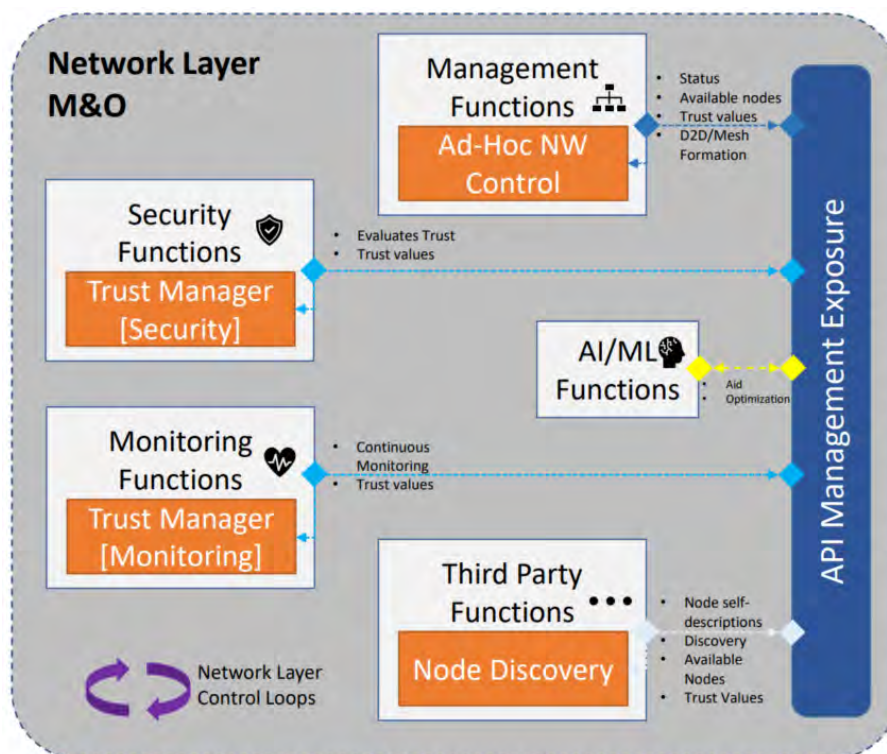 Network Layer
M&O
Management
Functions
Ad-Hoc NW
Control
• Status
• Available nodes
• Trust values
• D2D/Mesh
Formation
Security
Functions
Trust Manager
[Security]
• Evaluates Trust
• Trust values
AI/ML
Functions
• Aid
• Optimization
Monitoring
Functions
Trust Manager
[Monitoring]
• Continuous
Monitoring
• Trust values
Third Party
Functions
Node Discovery
• Node self-
descriptions
• Discovery
• Available
Nodes
• Trust Values
Network Layer
Control Loops
API Management Exposure